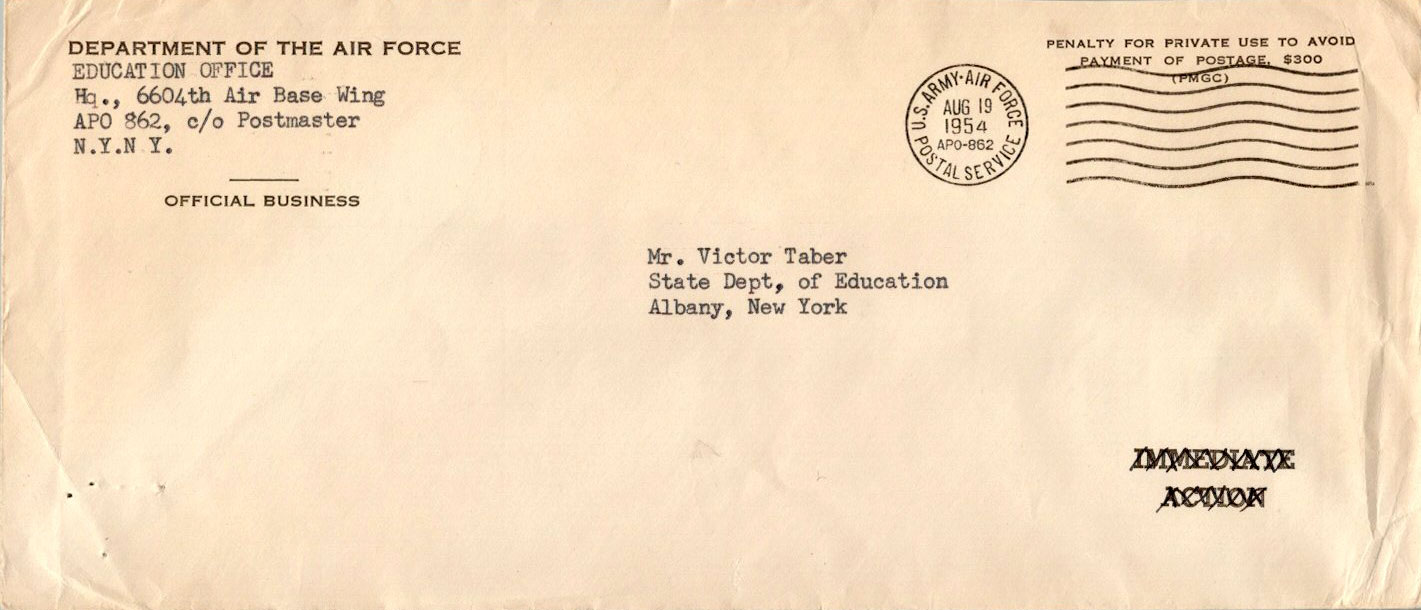 DEPARTMENT OF THE AIR FORCE
EDUCATION OFFICE
Hq., 6604th Air Base Wing
APO 862, c/o Postmaster
N.Y.N Y.
OFFICIAL BUSINESS
U.S. ARMY-AIR FORCE
AUG 19
1954
APO-862
POSTAL SERVICE
PENALTY FOR PRIVATE USE TO AVOID
PAYMENT OF POSTAGE, $300
(PMGC)
Mr. Victor Taber
State Dept, of Education
Albany, New York
IMMEDIATE
ACTION